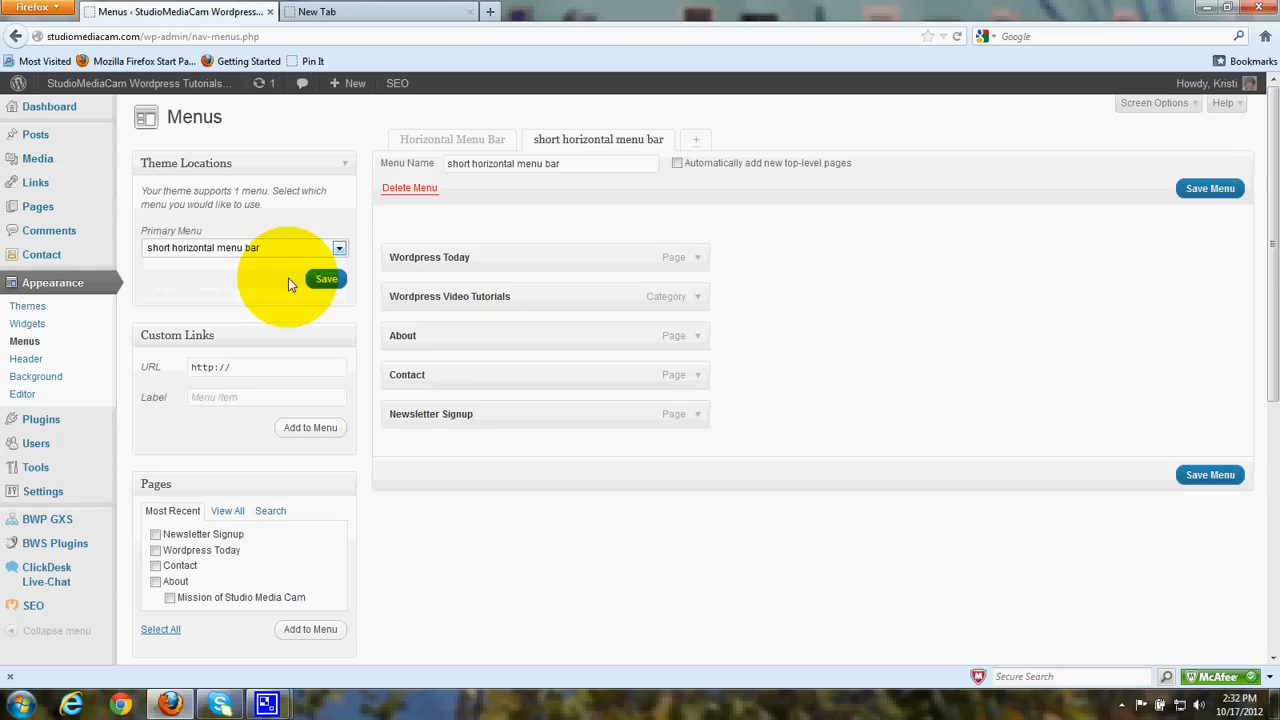 Firefox
Menus ‹ StudioMediaCam Wordpress...
New Tab
studiomediacam.com/wp-admin/nav-menus.php
Google
Most Visited
Mozilla Firefox Start Pa...
Getting Started
Pin It
Bookmarks
StudioMediaCam Wordpress Tutorials...
1
New
SEO
Howdy, Kristi
Dashboard
Posts
Media
Links
Pages
Comments
Contact
Appearance
Themes
Widgets
Menus
Header
Background
Editor
Plugins
Users
Tools
Settings
BWP GXS
BWS Plugins
ClickDesk
Live-Chat
SEO
Collapse menu
Menus
Screen Options
Help
Theme Locations
Your theme supports 1 menu. Select which
menu you would like to use.
Primary Menu
short horizontal menu bar
Save
Custom Links
URL
http://
Label
Menu Item
Add to Menu
Pages
Most Recent
View All
Search
Newsletter Signup
Wordpress Today
Contact
About
Mission of Studio Media Cam
Select All
Add to Menu
Horizontal Menu Bar
short horizontal menu bar
+
Menu Name
short horizontal menu bar
Automatically add new top-level pages
Delete Menu
Save Menu
Wordpress Today
Page
Wordpress Video Tutorials
Category
About
Page
Contact
Page
Newsletter Signup
Page
Save Menu
Secure Search
McAfee
2:32 PM
10/17/2012